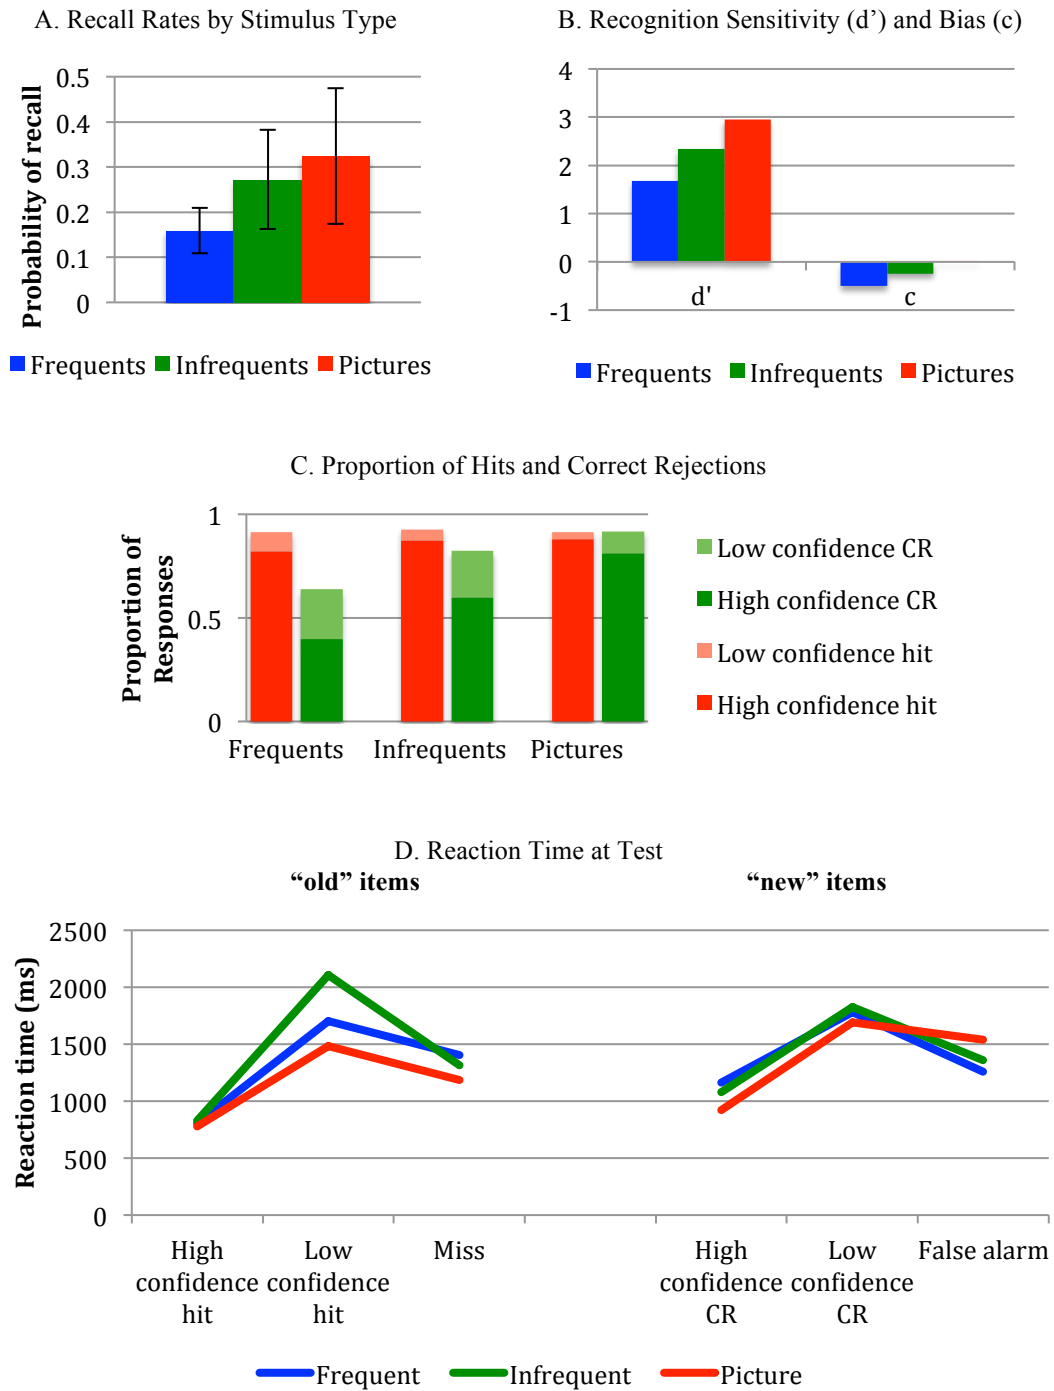 A. Recall Rates by Stimulus Type
Probability of recall
0.5
0.4
0.3
0.2
0.1
0
Frequents Infrequents Pictures
B. Recognition Sensitivity (d’) and Bias (c)
4
3
2
1
0
-1
d'
c
Frequents Infrequents Pictures
C. Proportion of Hits and Correct Rejections
Proportion of
Responses
1
0.5
0
Frequents Infrequents Pictures
Low confidence CR
High confidence CR
Low confidence hit
High confidence hit
D. Reaction Time at Test
“old” items
“new” items
Reaction time (ms)
2500
2000
1500
1000
500
0
High
confidence
hit
Low
confidence
hit
Miss
High
confidence
CR
Low
confidence
CR
False alarm
Frequent Infrequent Picture